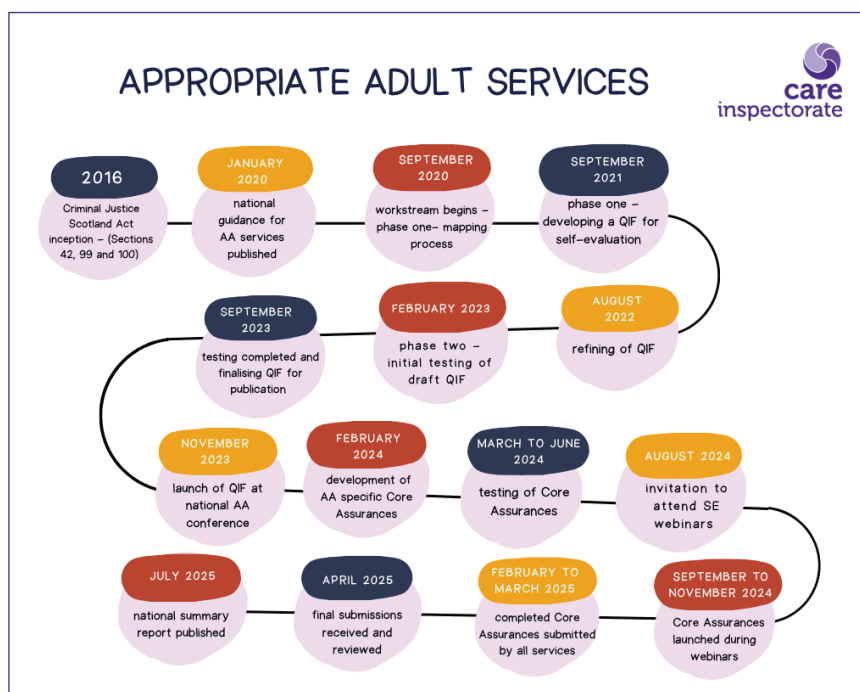 APPROPRIATE ADULT SERVICES
care
inspectorate
2016
Criminal Justice
Scotland Act
inception – (Sections
42, 99 and 100)
JANUARY
2020
national
guidance for
AA services
published
SEPTEMBER
2020
workstream begins –
phase one– mapping
process
SEPTEMBER
2021
phase one –
developing a QIF for
self–evaluation
AUGUST
2022
refining of QIF
FEBRUARY 2023
phase two –
initial testing of
draft QIF
SEPTEMBER
2023
testing completed and
finalising QIF for
publication
NOVEMBER
2023
launch of QIF at
national AA
conference
FEBRUARY
2024
development of
AA specific Core
Assurances
MARCH TO JUNE
2024
testing of Core
Assurances
AUGUST 2024
invitation to
attend SE
webinars
SEPTEMBER TO
NOVEMBER 2024
Core Assurances
launched during
webinars
FEBRUARY TO
MARCH 2025
completed Core
Assurances submitted
by all services
APRIL 2025
final submissions
received and
reviewed
JULY 2025
national summary
report published